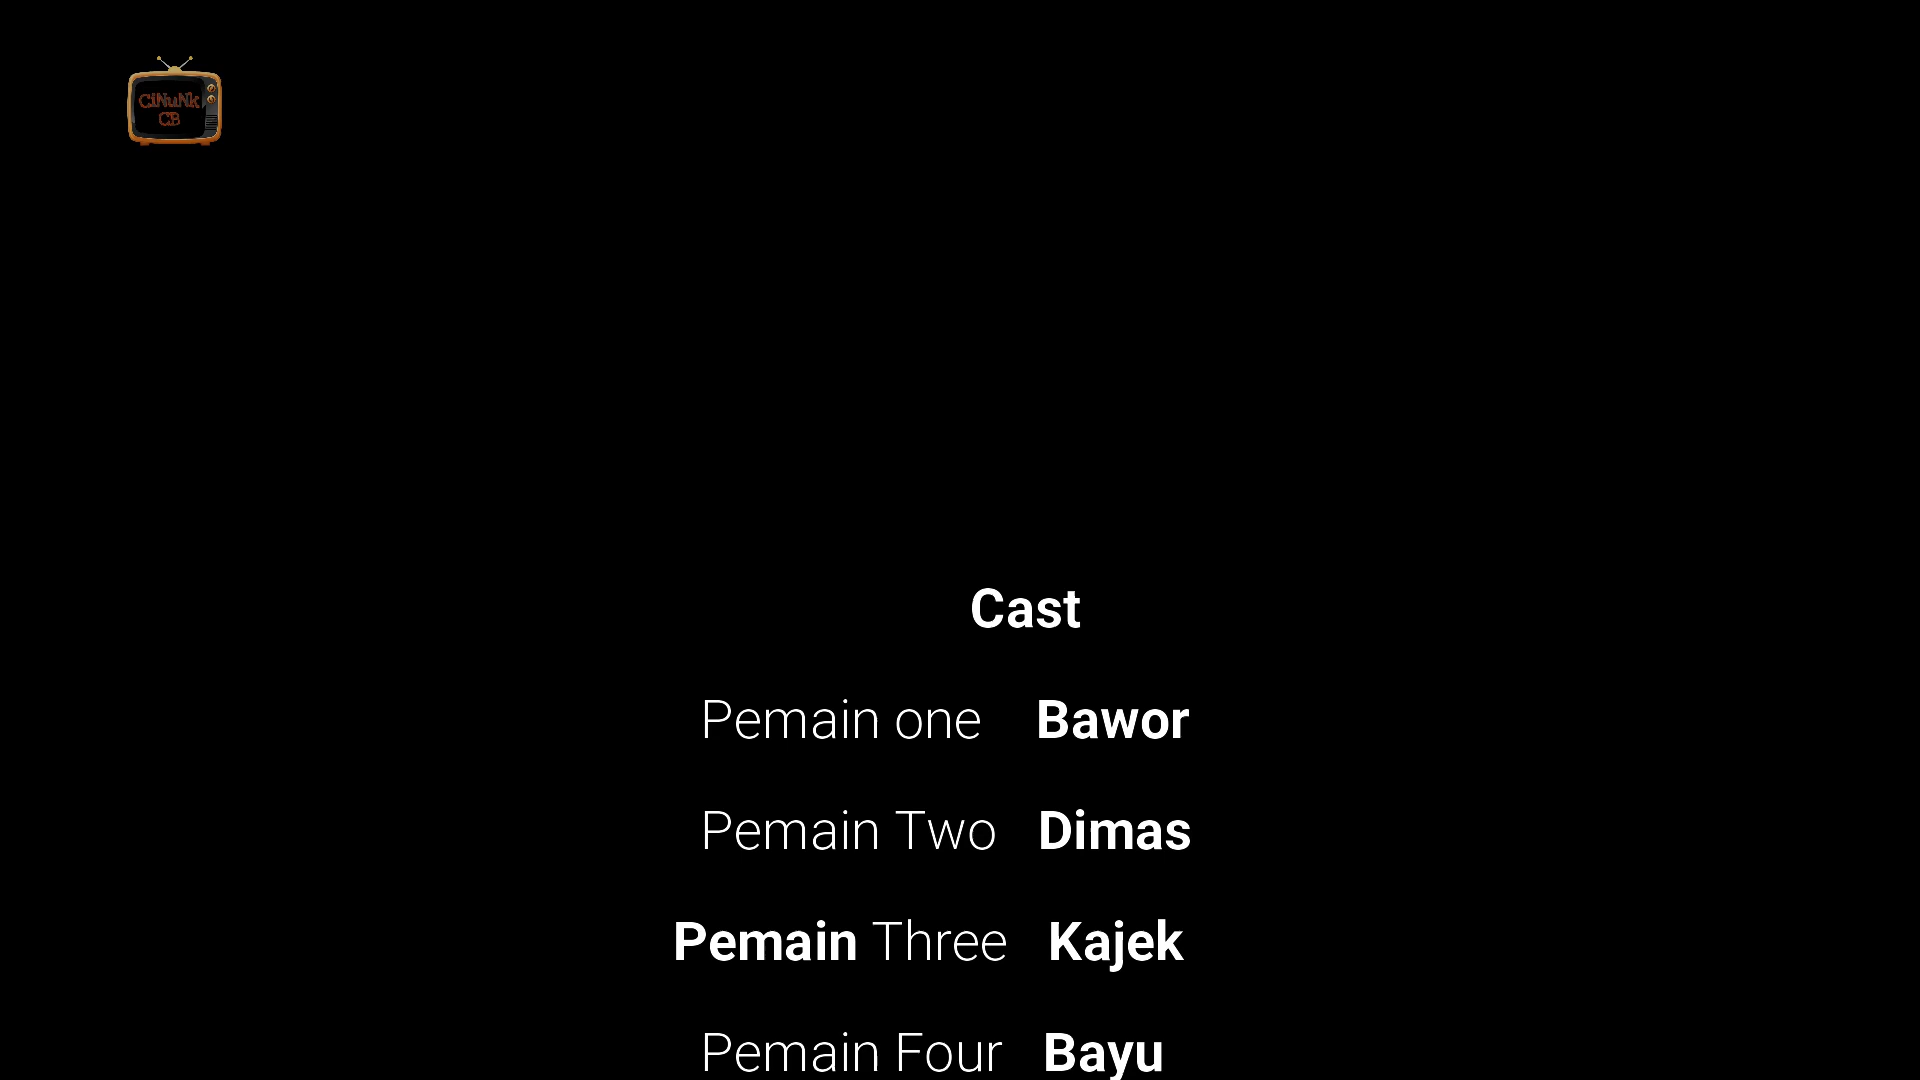 CiNuNk
CB
Cast
Pemain one Bawor
Pemain Two Dimas
Pemain Three Kajek
Pemain Four Bayu